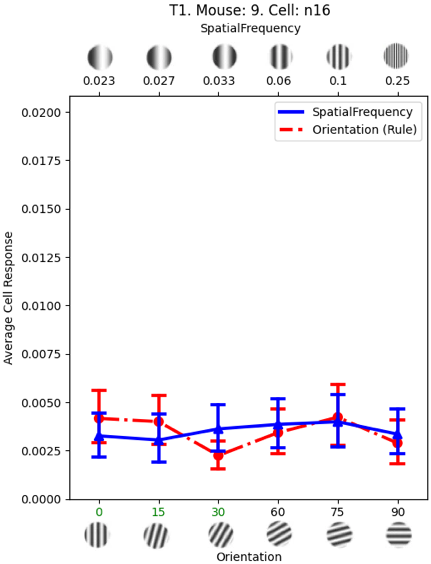 T1. Mouse: 9. Cell: n16
SpatialFrequency
0.023 0.027 0.033 0.06 0.1 0.25
SpatialFrequency
Orientation (Rule)
Average Cell Response
0.0200
0.0175
0.0150
0.0125
0.0100
0.0075
0.0050
0.0025
0.0000
0 15 30 60 75 90
Orientation